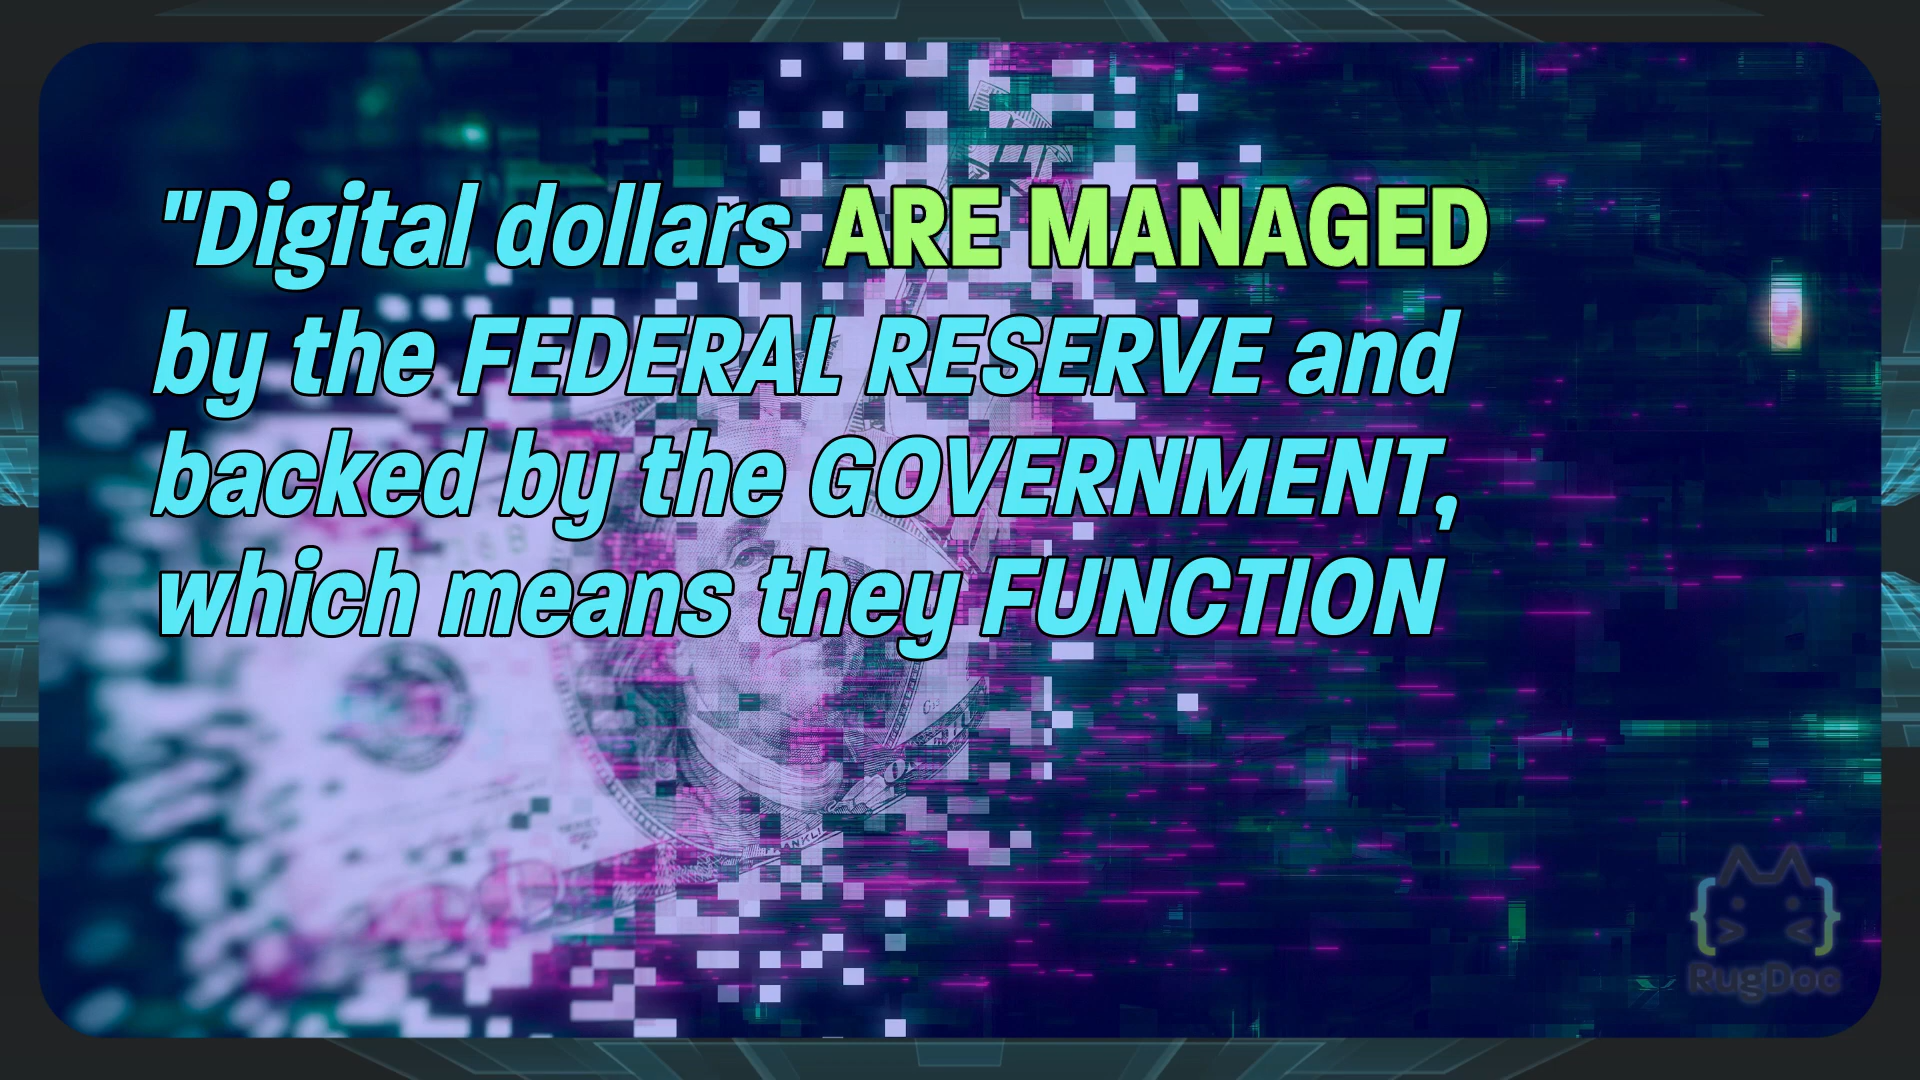 "Digital dollars ARE MANAGED
by the FEDERAL RESERVE and
backed by the GOVERNMENT,
which means they FUNCTION
RugDoc